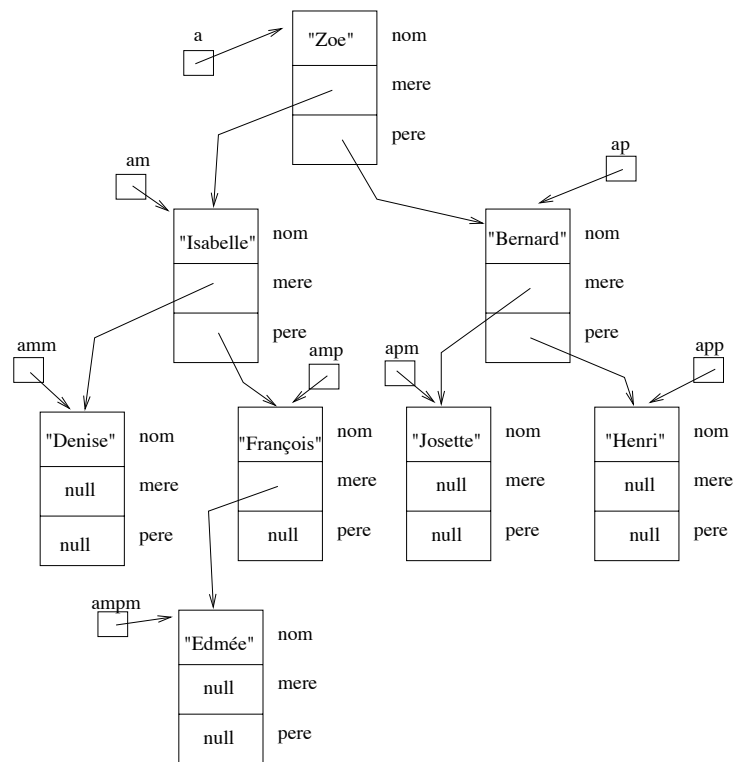 a
"Zoe" nom
mere
pere
am
ap
"Isabelle" nom
mere
pere
"Bernard" nom
mere
pere
amm
amp
apm
app
"Denise" nom
null mere
null pere
"François" nom
mere
null pere
"Josette" nom
null mere
null pere
"Henri" nom
null mere
null pere
ampm
"Edmée" nom
null mere
null pere